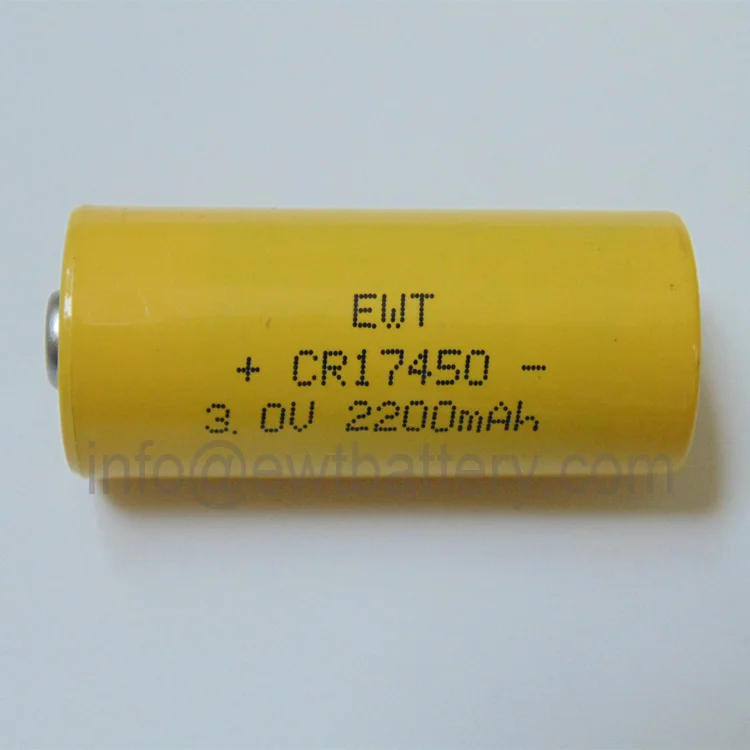 EWT
+ CR17450 -
3.0V 2200mAh
info@ewtbattery.com